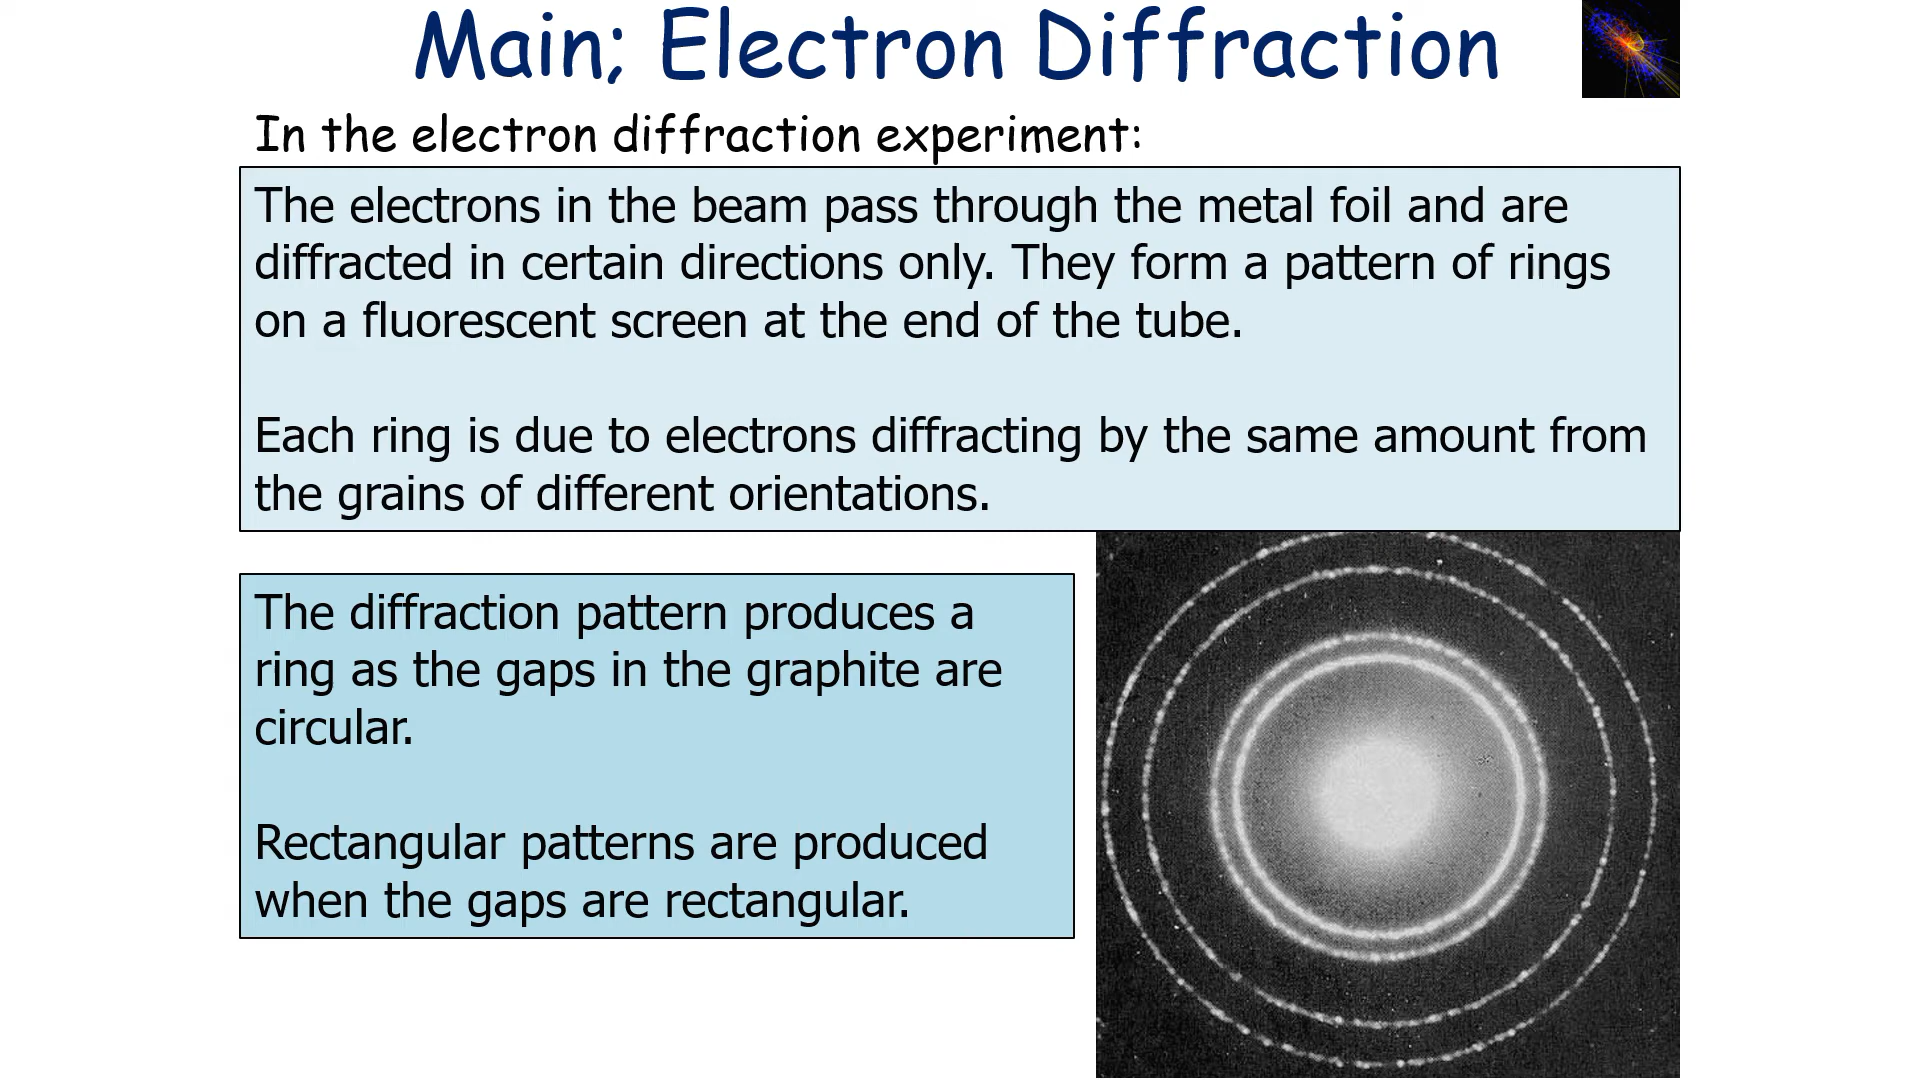 Main; Electron Diffraction
In the electron diffraction experiment:
The electrons in the beam pass through the metal foil and are
diffracted in certain directions only. They form a pattern of rings
on a fluorescent screen at the end of the tube.
Each ring is due to electrons diffracting by the same amount from
the grains of different orientations.
The diffraction pattern produces a
ring as the gaps in the graphite are
circular.
Rectangular patterns are produced
when the gaps are rectangular.